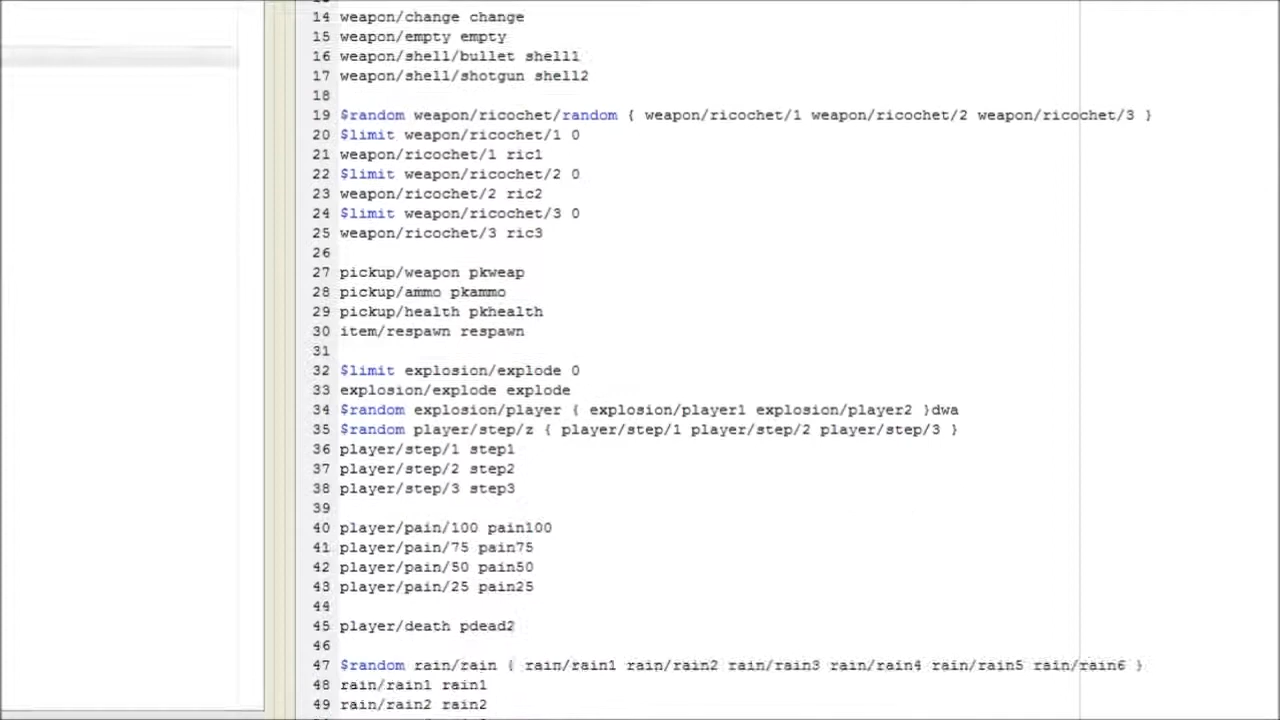 14 weapon/change change
15 weapon/empty empty
16 weapon/shell/bullet shell1
17 weapon/shell/shotgun shell2
18
19 $random weapon/ricochet/random { weapon/ricochet/1 weapon/ricochet/2 weapon/ricochet/3 }
20 $limit weapon/ricochet/1 0
21 weapon/ricochet/1 ric1
22 $limit weapon/ricochet/2 0
23 weapon/ricochet/2 ric2
24 $limit weapon/ricochet/3 0
25 weapon/ricochet/3 ric3
26
27 pickup/weapon pkweap
28 pickup/ammo pkammo
29 pickup/health pkhealth
30 item/respawn respawn
31
32 $limit explosion/explode 0
33 explosion/explode explode
34 $random explosion/player { explosion/player1 explosion/player2 }dwa
35 $random player/step/z { player/step/1 player/step/2 player/step/3 }
36 player/step/1 step1
37 player/step/2 step2
38 player/step/3 step3
39
40 player/pain/100 pain100
41 player/pain/75 pain75
42 player/pain/50 pain50
43 player/pain/25 pain25
44
45 player/death pdead2
46
47 $random rain/rain { rain/rain1 rain/rain2 rain/rain3 rain/rain4 rain/rain5 rain/rain6 }
48 rain/rain1 rain1
49 rain/rain2 rain2